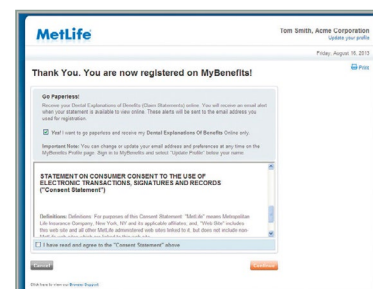 MetLife
Tom Smith, Acme Corporation
Update your profile
Friday, August 16, 2013
Print
Thank You. You are now registered on MyBenefits!
Go Paperless!
Receive your Dental Explanations of Benefits (Claim Statements) online. You will receive an email alert
when your statement is available to view online. These alerts will be sent to the email address you
used for registration.
Yes! I want to go paperless and receive my Dental Explanations Of Benefits Online only.
Important Note: You can change or update your email address and preferences at any time on the
MyBenefits Profile page. Sign in to MyBenefits and select "Update Profile" below your name
STATEMENT ON CONSUMER CONSENT TO THE USE OF
ELECTRONIC TRANSACTIONS, SIGNATURES AND RECORDS
("Consent Statement")
Definitions: Definitions: For purposes of this Consent Statement: "MetLife" means Metropolitan
Life Insurance Company, New York, NY and its applicable affiliates; and, "Web Site" includes
this web site and all other MetLife administered web sites linked to it, but does not include non-
I have read and agree to the "Consent Statement" above
Cancel
Continue
Click here to view our Browser Support